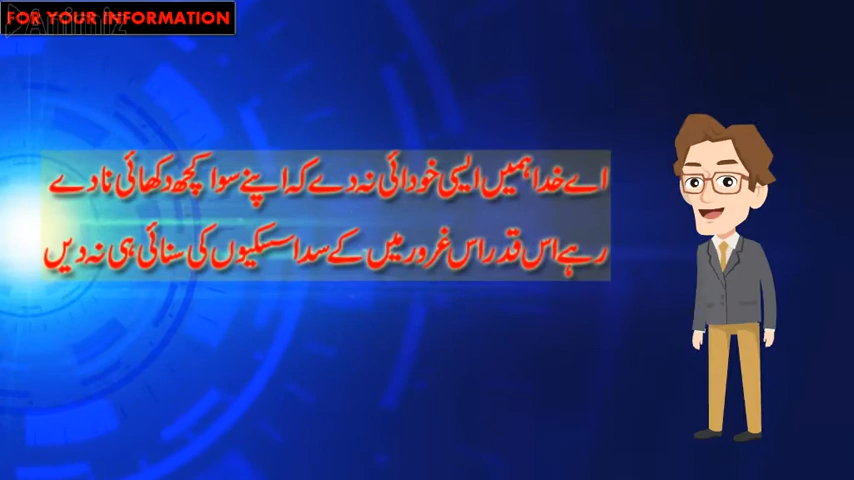 FOR YOUR INFORMATION
اے خدا ہمیں ایسی خودائی نہ دے کہ اپنے سوا کچھ دکھائی نا دے
رہے اس قدر اس غرور میں کے سدا سسکیوں کی سنائی ہی نہ دیں